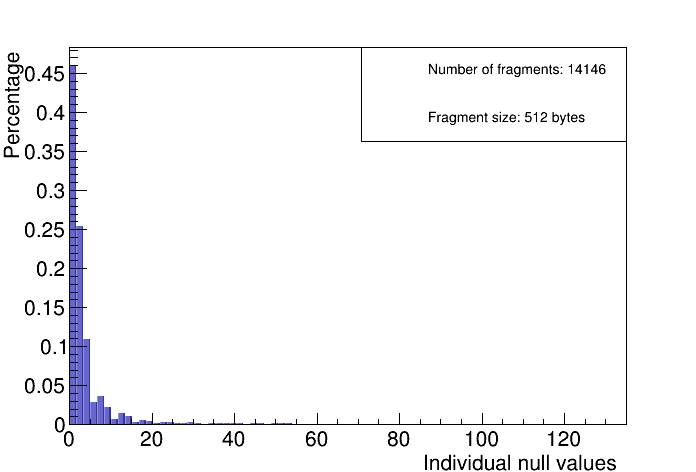 Percentage
0.45
0.4
0.35
0.3
0.25
0.2
0.15
0.1
0.05
0
Number of fragments: 14146
Fragment size: 512 bytes
0 20 40 60 80 100 120
Individual null values